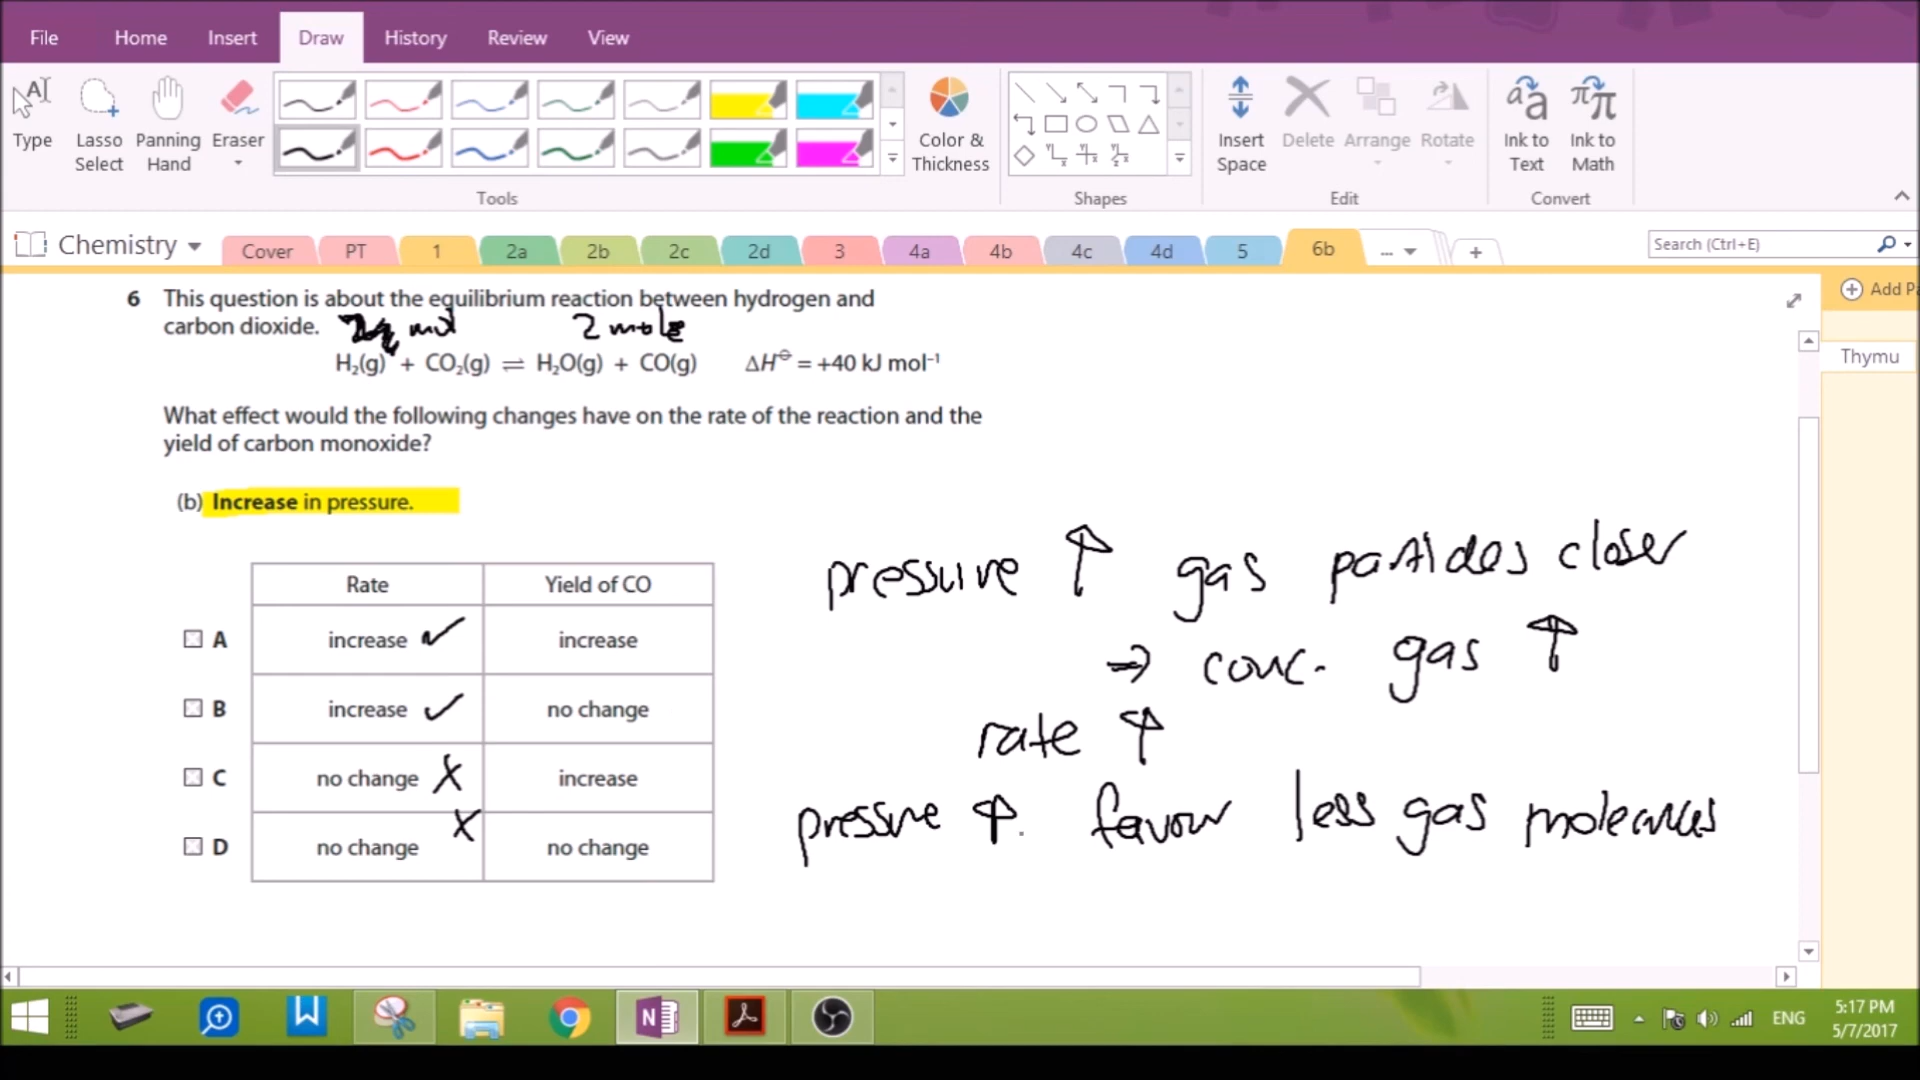 File Home Insert Draw History Review View
Type
Lasso Select
Panning Hand
Eraser
Color & Thickness
Insert Space
Delete
Arrange
Rotate
Ink to Text
Ink to Math
Tools Shapes Edit Convert
Chemistry Cover PT 1 2a 2b 2c 2d 3 4a 4b 4c 4d 5 6b ... + Search (Ctrl+E)
Add Pa
Thymu
6 This question is about the equilibrium reaction between hydrogen and
carbon dioxide.
mol 2 mole
H₂(g) + CO₂(g) ⇌ H₂O(g) + CO(g) ΔH⦵ = +40 kJ mol⁻¹
What effect would the following changes have on the rate of the reaction and the
yield of carbon monoxide?
(b) Increase in pressure.
Rate Yield of CO
A increase ✓ increase
B increase ✓ no change
C no change X increase
D no change X no change
pressure ↑ gas particles closer
⇒ conc. gas ↑
rate ↑
pressure ↑. favour less gas molecules
W N ENG
5:17 PM
5/7/2017